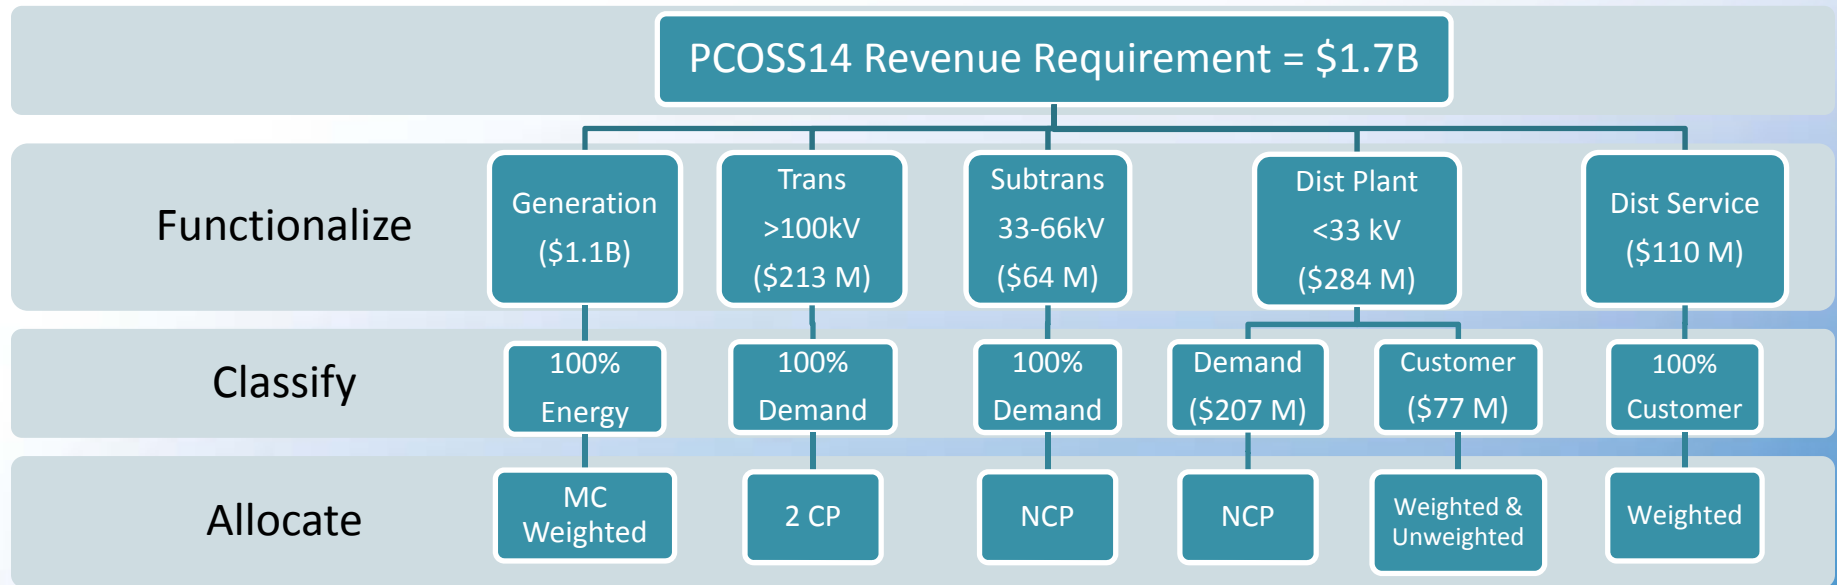 PCOSS14 Revenue Requirement = $1.7B
Functionalize
Generation
($1.1B)
Trans
>100kV
($213 M)
Subtrans
33-66kV
($64 M)
Dist Plant
<33 kV
($284 M)
Dist Service
($110 M)
Classify
100%
Energy
100%
Demand
100%
Demand
Demand
($207 M)
Customer
($77 M)
100%
Customer
Allocate
MC
Weighted
2 CP
NCP
NCP
Weighted &
Unweighted
Weighted